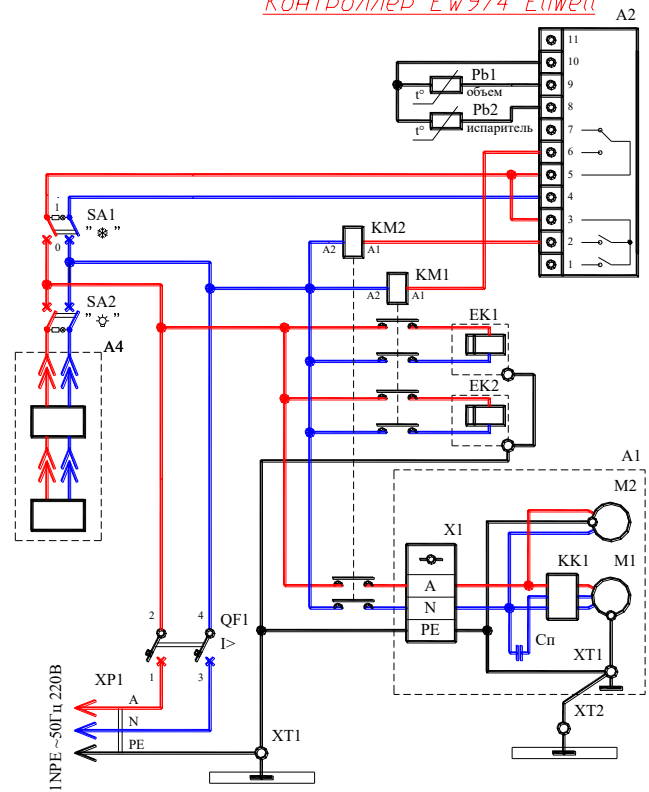 Контроллер EW974 Eliwell
A2
11
10
Pb1
9
t° объем
8
Pb2
t° испаритель
7
6
5
4
3
2
1
1
SA1
" ❄ "
0
KM2
A2 A1
KM1
A2 A1
SA2
" "
A4
EK1
EK2
A1
M2
X1
A
N
PE
KK1
M1
Сп
XT1
XT2
2
4
QF1
I>
1
3
XP1
A
N
PE
1NPE ~50Гц 220В
XT1